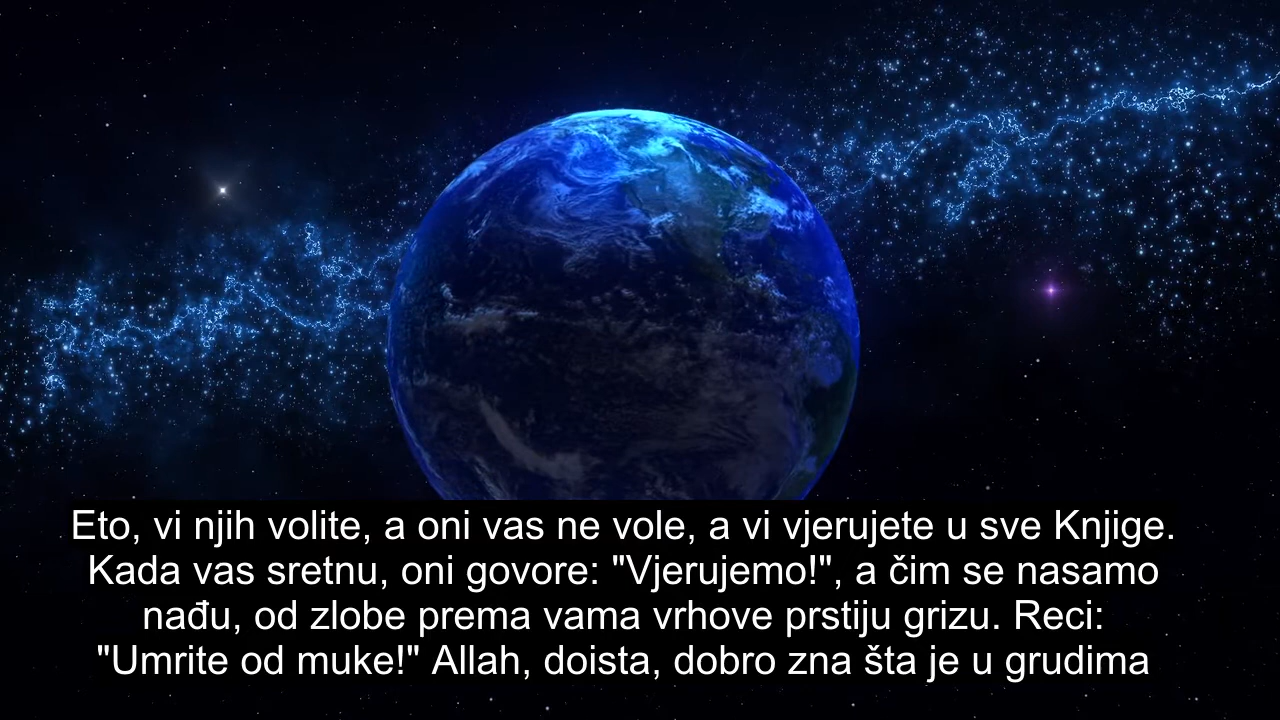 Eto, vi njih volite, a oni vas ne vole, a vi vjerujete u sve Knjige.
Kada vas sretnu, oni govore: "Vjerujemo!", a čim se nasamo
nađu, od zlobe prema vama vrhove prstiju grizu. Reci:
"Umrite od muke!" Allah, doista, dobro zna šta je u grudima